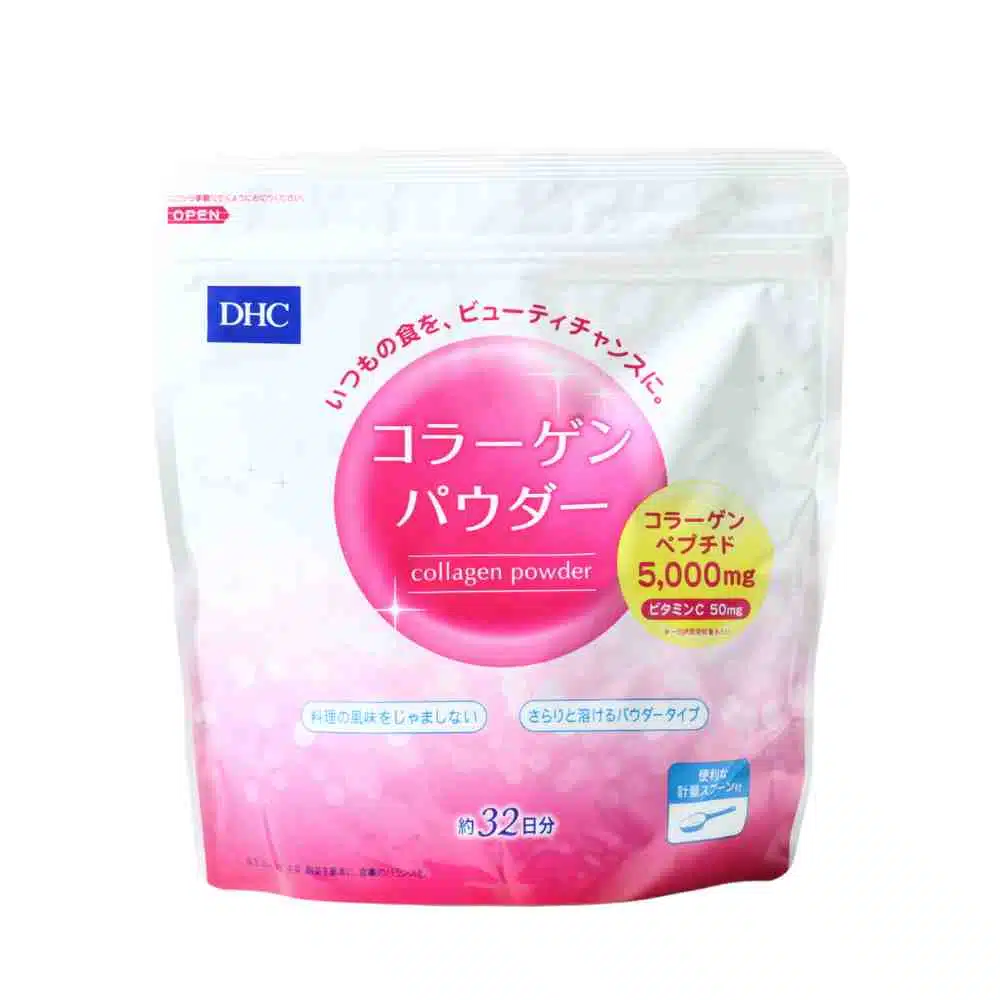 OPEN
DHC
いつもの食を、ビューティチャンスに。
コラーゲン
パウダー
collagen powder
コラーゲン
ペプチド
5,000mg
ビタミンC 50mg
料理の風味をじゃましない
さらりと溶けるパウダータイプ
便利な
計量スプーン付
約32日分